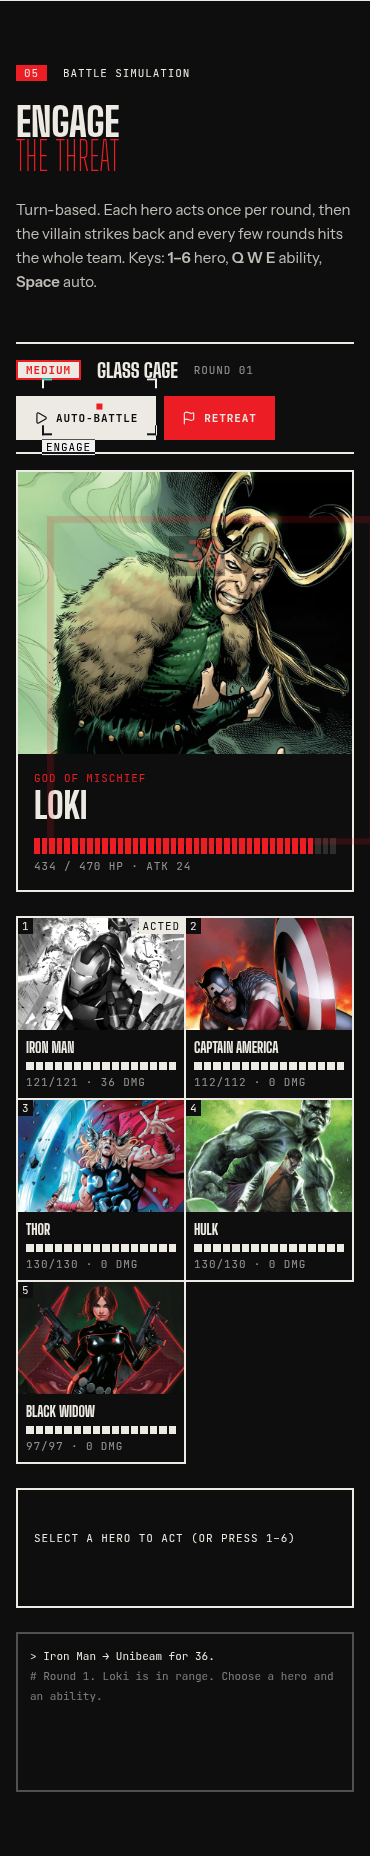 05 BATTLE SIMULATION
ENGAGE
THE THREAT
Turn-based. Each hero acts once per round, then
the villain strikes back and every few rounds hits
the whole team. Keys: 1–6 hero, Q W E ability,
Space auto.
MEDIUM GLASS CAGE ROUND 01
AUTO-BATTLE RETREAT
ENGAGE
GOD OF MISCHIEF
LOKI
434 / 470 HP · ATK 24
1 ACTED 2
IRON MAN CAPTAIN AMERICA
121/121 · 36 DMG 112/112 · 0 DMG
3 4
THOR HULK
130/130 · 0 DMG 130/130 · 0 DMG
5
BLACK WIDOW
97/97 · 0 DMG
SELECT A HERO TO ACT (OR PRESS 1–6)
> Iron Man → Unibeam for 36.
# Round 1. Loki is in range. Choose a hero and
an ability.